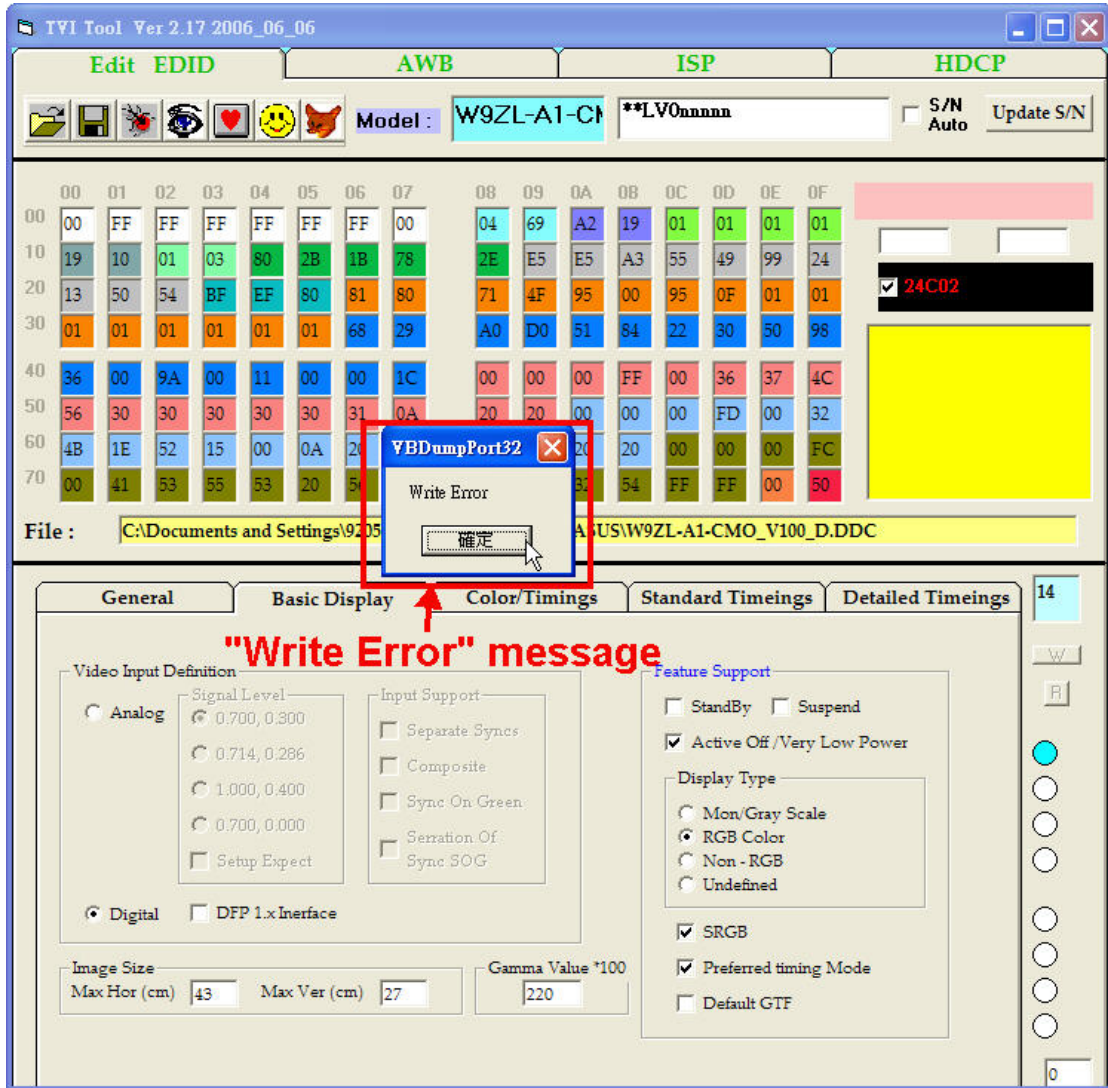 TVI Tool Ver 2.17 2006_06_06
Edit EDID AWB ISP HDCP
Model : W9ZL-A1-CM **LV0nnnnn S/N Auto Update S/N
00 01 02 03 04 05 06 07 08 09 0A 0B 0C 0D 0E 0F
00 00 FF FF FF FF FF FF 00 04 69 A2 19 01 01 01 01
10 19 10 01 03 80 2B 1B 78 2E E5 E5 A3 55 49 99 24
24C02
20 13 50 54 BF EF 80 81 80 71 4F 95 00 95 0F 01 01
30 01 01 01 01 01 01 68 29 A0 D0 51 84 22 30 50 98
40 36 00 9A 00 11 00 00 1C 00 00 00 FF 00 36 37 4C
50 56 30 30 30 30 30 31 0A 20 20 00 00 00 FD 00 32
60 4B 1E 52 15 00 0A 20 20 00 00 00 FC
70 00 41 53 55 53 20 32 54 FF FF 00 50
VBDumpPort32
Write Error
確定
File : C:\Documents and Settings\9205 ASUS\W9ZL-A1-CMO_V100_D.DDC
General Basic Display Color/Timings Standard Timeings Detailed Timeings 14
"Write Error" message
W
R
Video Input Definition
Analog
Signal Level
0.700, 0.300
0.714, 0.286
1.000, 0.400
0.700, 0.000
Setup Expect
Input Support
Separate Syncs
Composite
Sync On Green
Serration Of
Sync SOG
Digital DFP 1.x Inerface
Image Size
Max Hor (cm) 43 Max Ver (cm) 27
Gamma Value *100
220
Feature Support
StandBy Suspend
Active Off /Very Low Power
Display Type
Mon/Gray Scale
RGB Color
Non - RGB
Undefined
SRGB
Preferred timing Mode
Default GTF
0